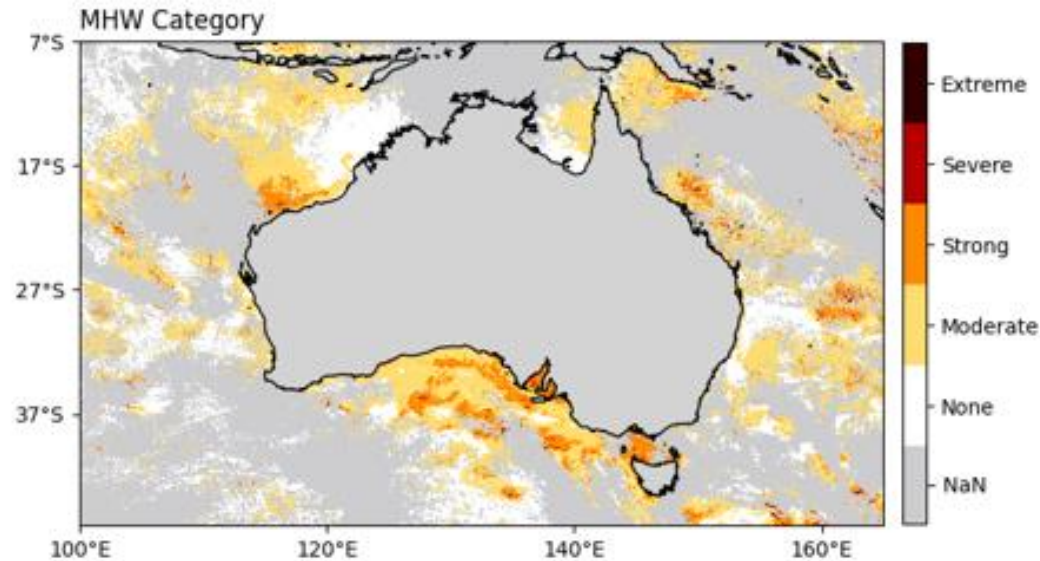 MHW Category
7°S
17°S
27°S
37°S
100°E
120°E
140°E
160°E
Extreme
Severe
Strong
Moderate
None
NaN